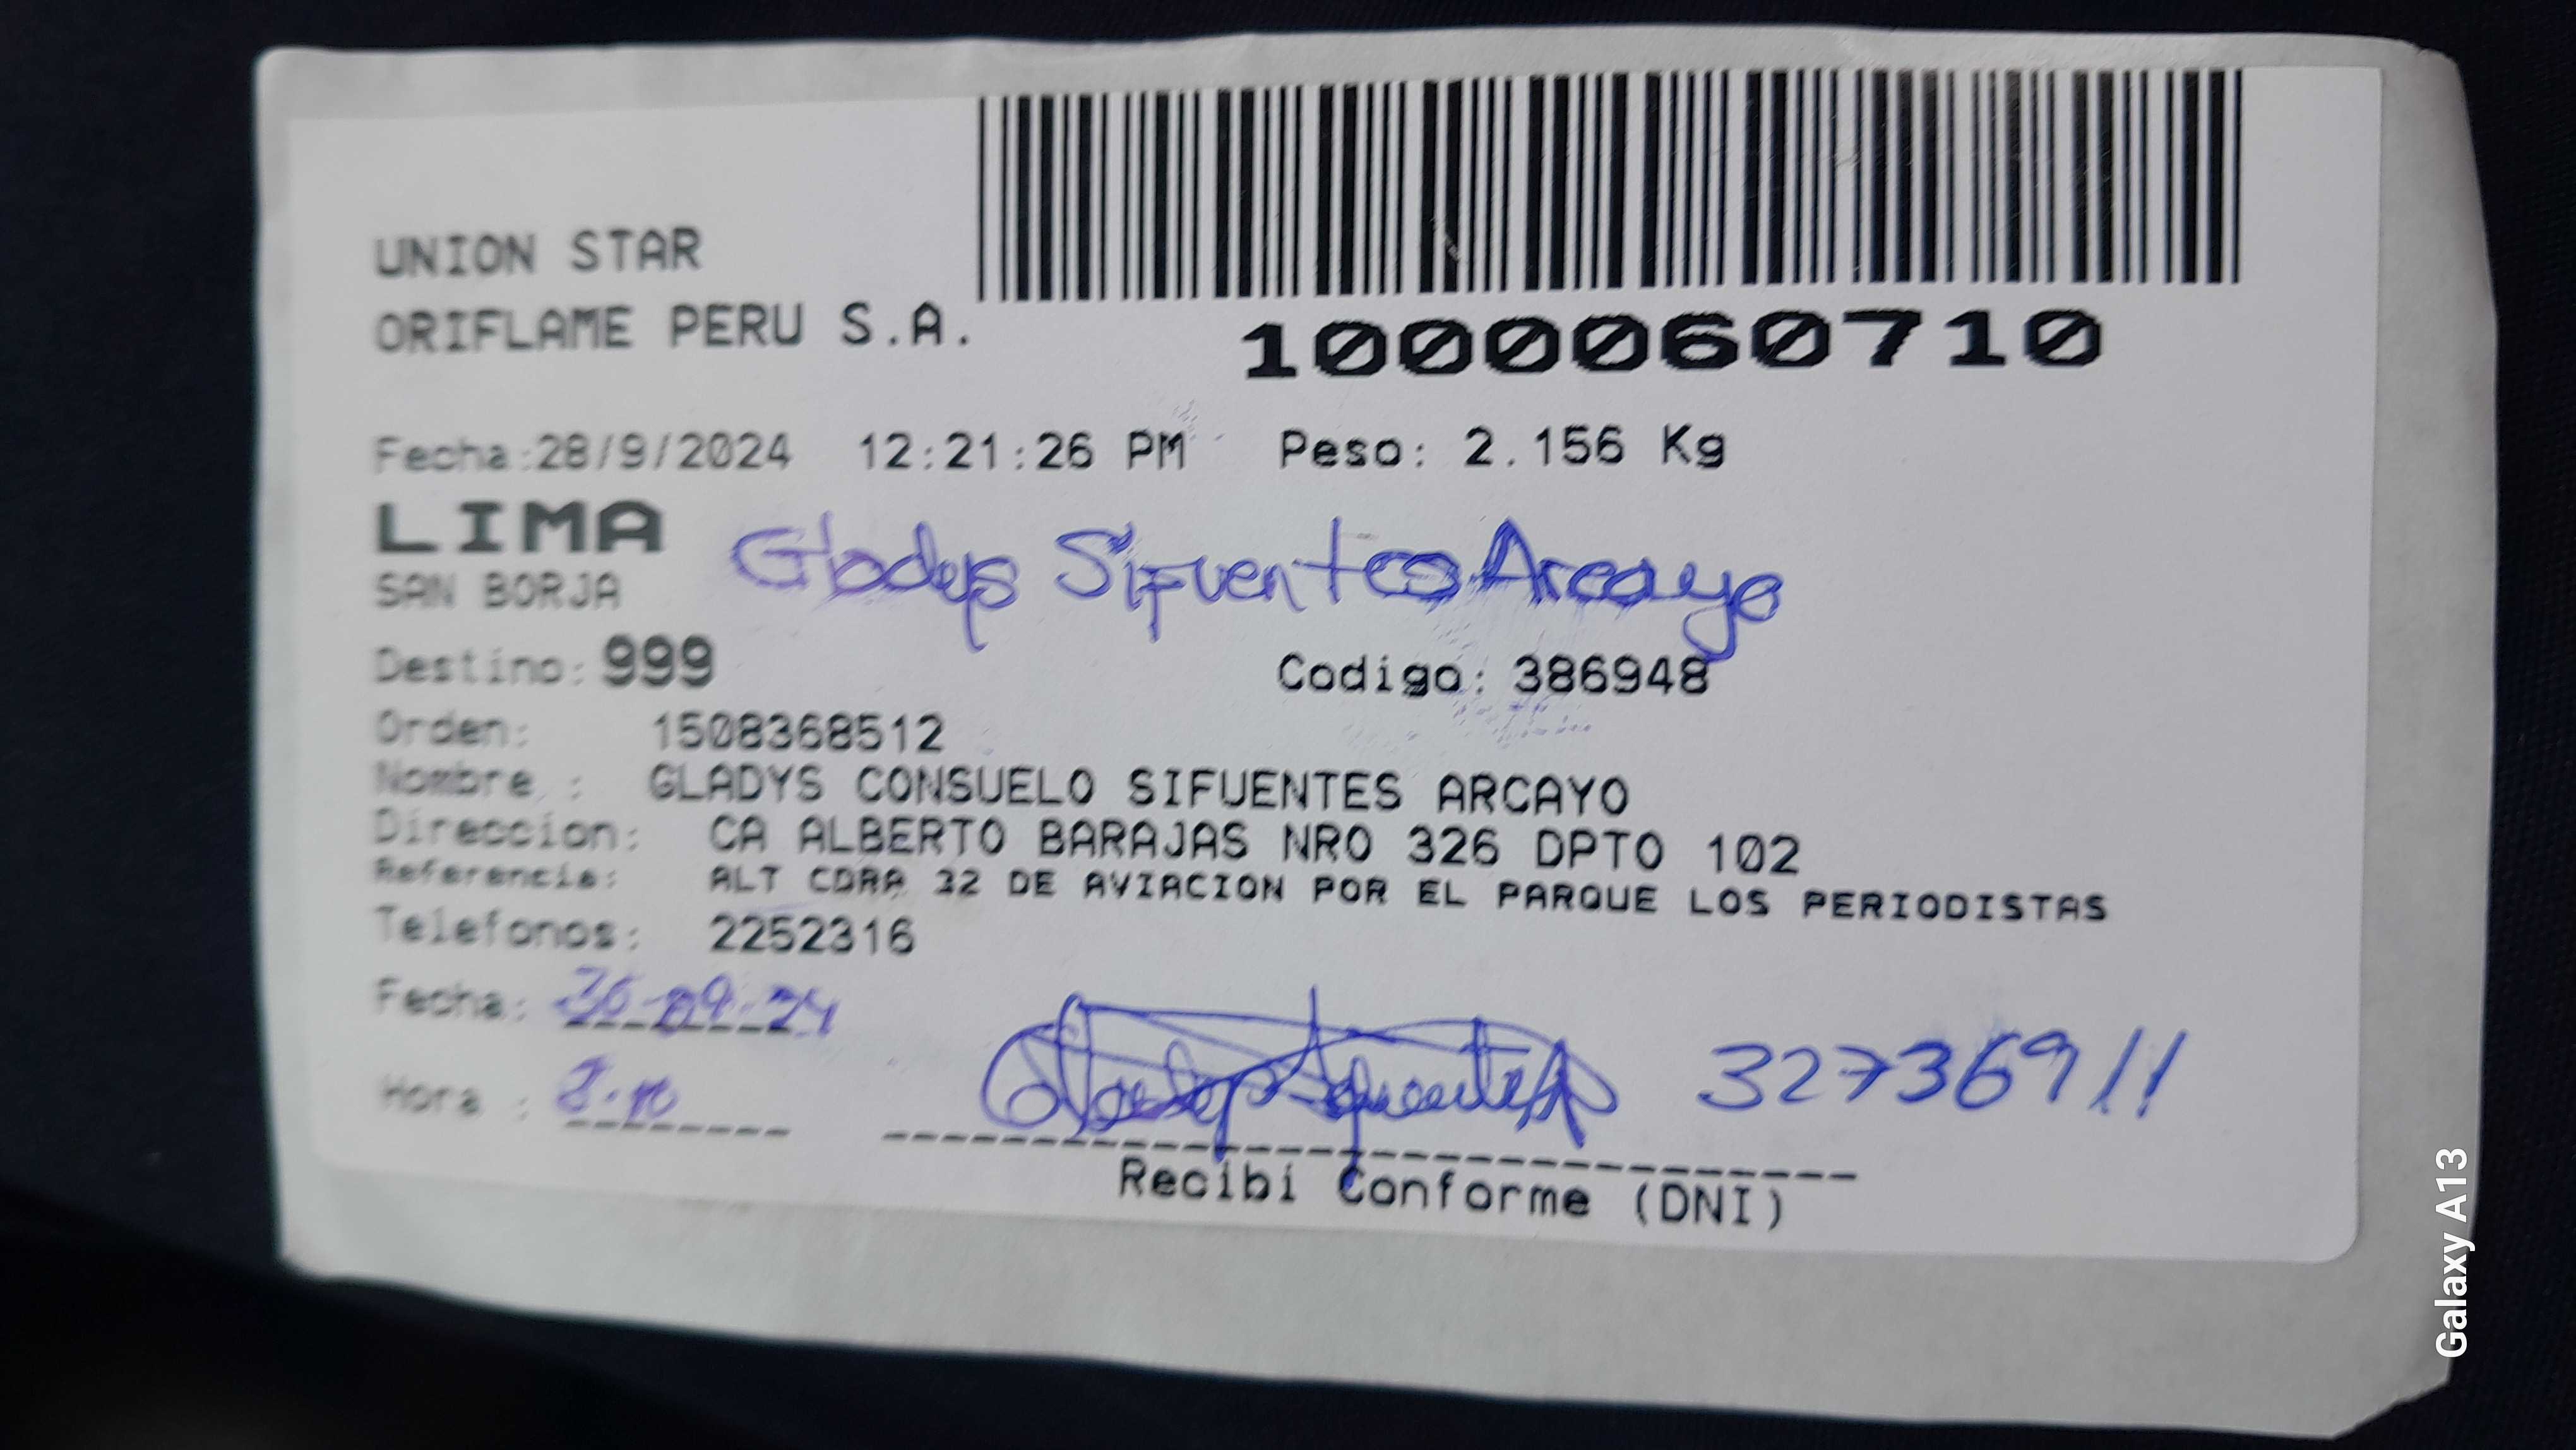 UNION STAR
ORIFLAME PERU S.A.
1000060710
Fecha:28/9/2024 12:21:26 PM Peso: 2.156 Kg
LIMA
Gladys Sifuentes Arcayo
SAN BORJA
Destino: 999 Codigo: 386948
Orden: 1508368512
Nombre : GLADYS CONSUELO SIFUENTES ARCAYO
Direccion: CA ALBERTO BARAJAS NRO 326 DPTO 102
Referencia: ALT CDRA 32 DE AVIACION POR EL PARQUE LOS PERIODISTAS
Telefonos: 2252316
Fecha: 30-09-24
Hora : 8.10
32736911
Recibi Conforme (DNI)
Galaxy A13